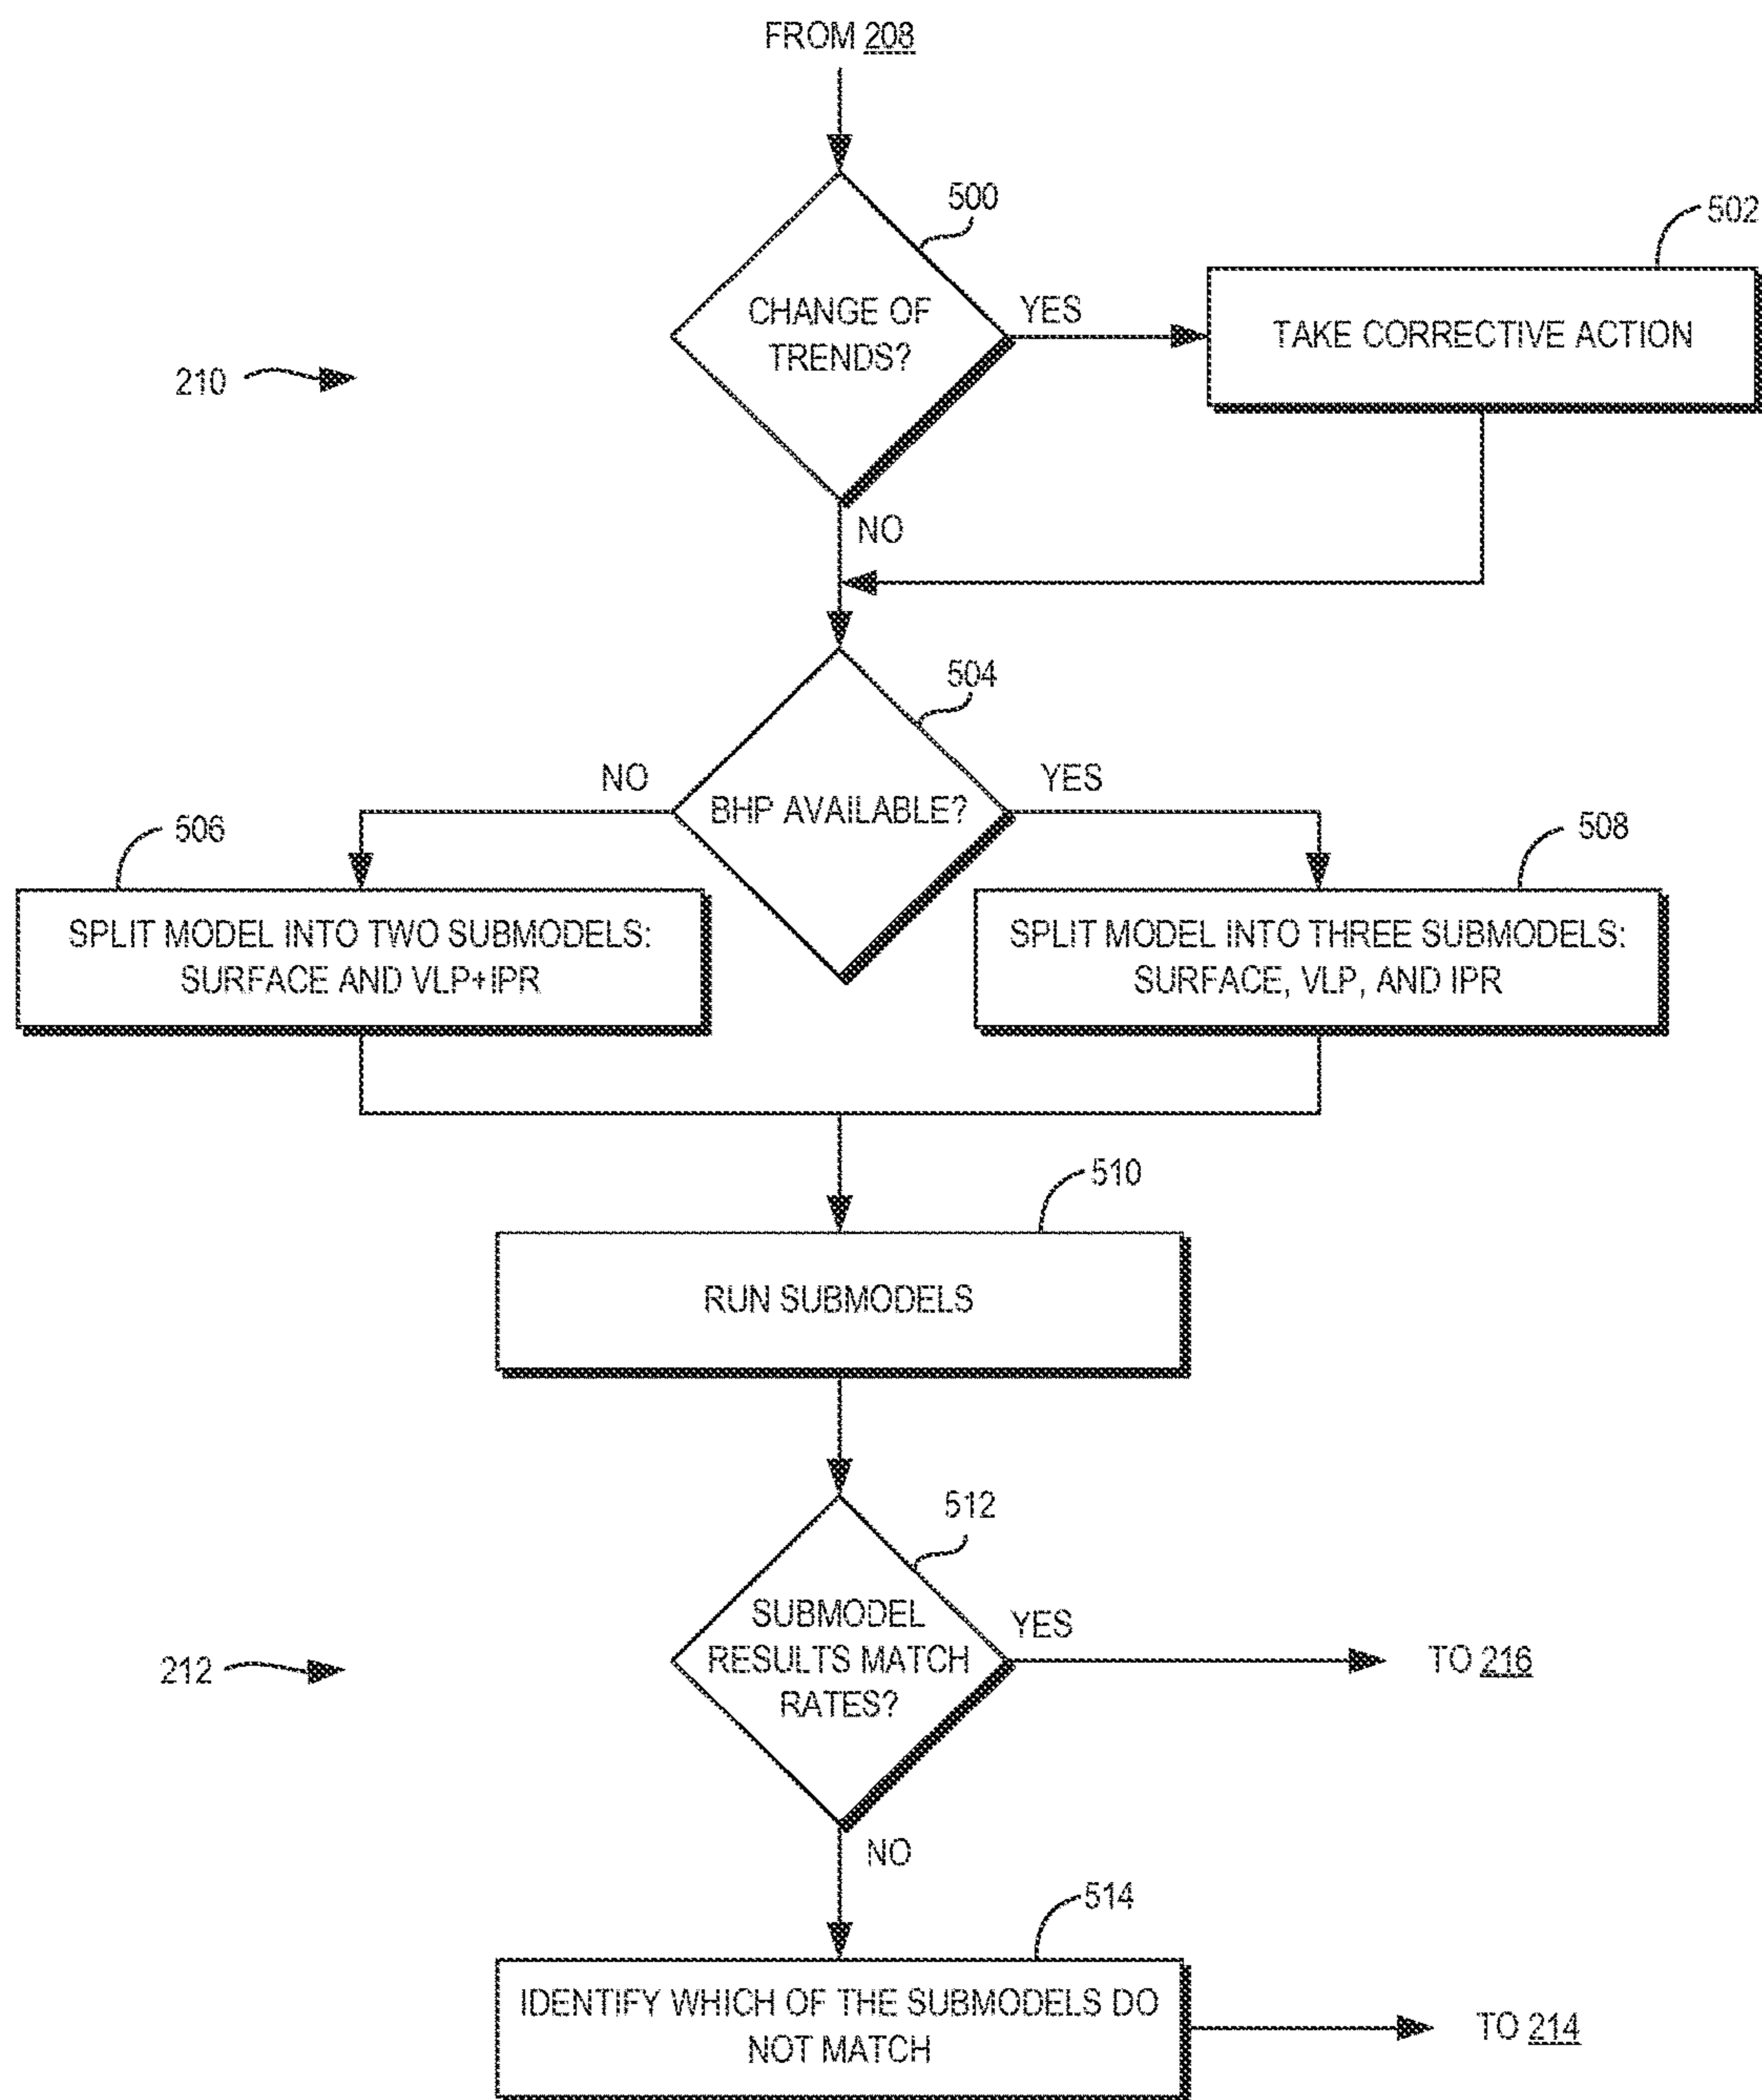 FROM 208
500
502
CHANGE OF
TRENDS?
YES
TAKE CORRECTIVE ACTION
210
NO
504
NO
YES
BHP AVAILABLE?
506
508
SPLIT MODEL INTO TWO SUBMODELS:
SURFACE AND VLP+IPR
SPLIT MODEL INTO THREE SUBMODELS:
SURFACE, VLP, AND IPR
510
RUN SUBMODELS
512
SUBMODEL
RESULTS MATCH
RATES?
YES
TO 216
212
NO
514
IDENTIFY WHICH OF THE SUBMODELS DO
NOT MATCH
TO 214